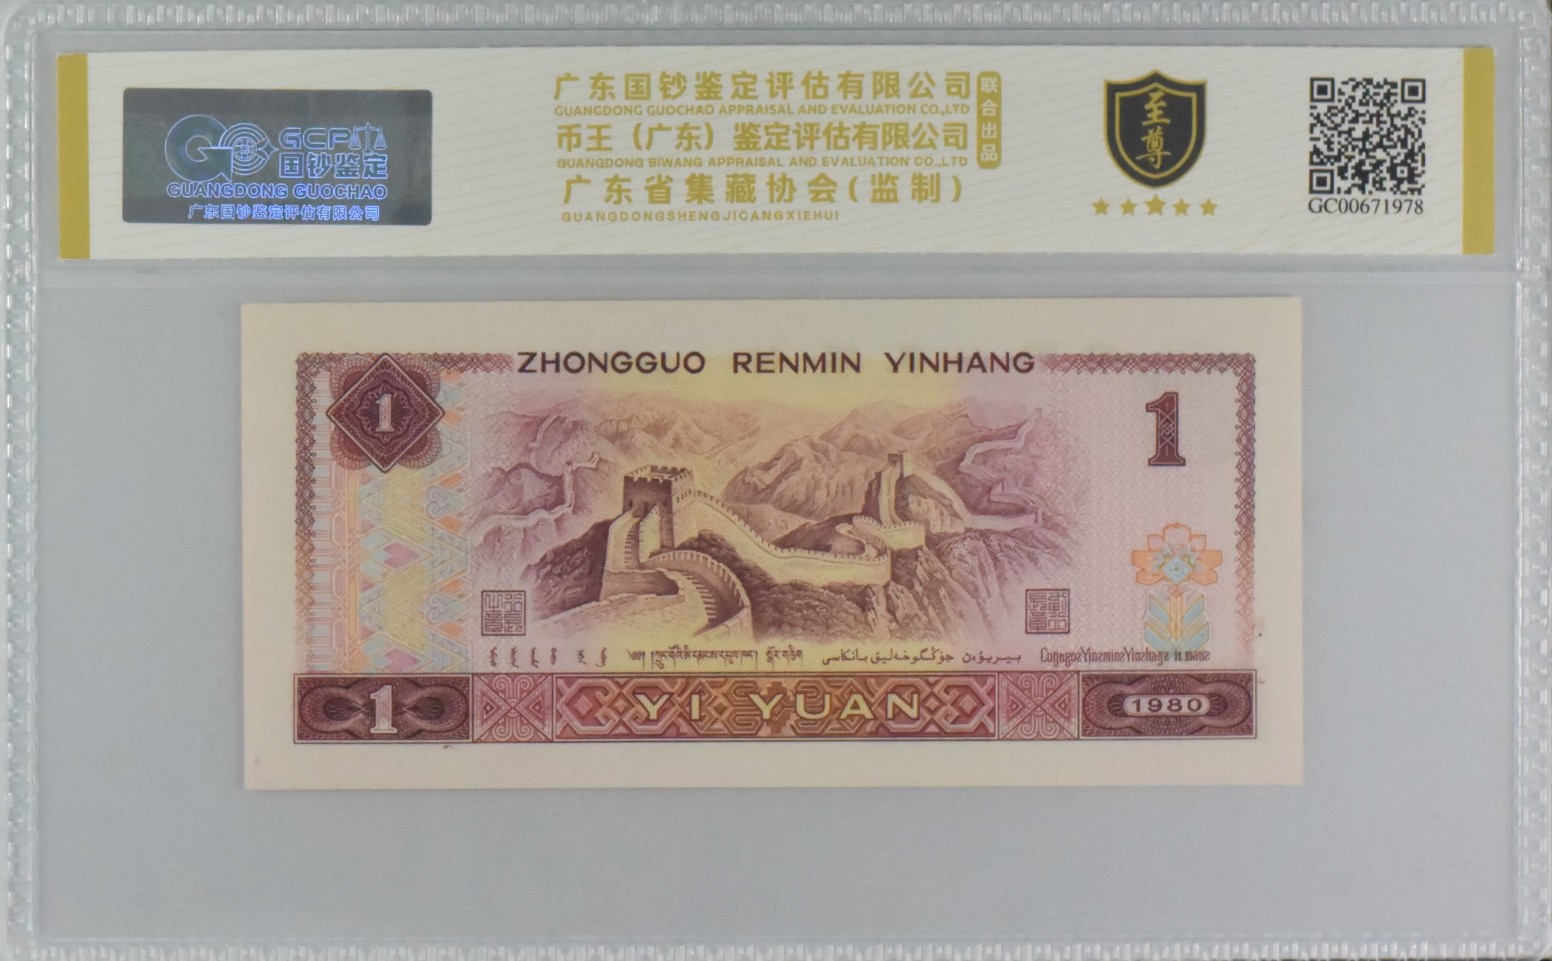 广东国钞鉴定评估有限公司
GUANGDONG GUOCHAO APPRAISAL AND EVALUATION CO.,LTD
币王（广东）鉴定评估有限公司
GUANGDONG BIWANG APPRAISAL AND EVALUATION CO.,LTD
广东省集藏协会(监制)
GUANGDONGSHENGJICANGXIEHUI
联合出品
GCP
国钞鉴定
GUANGDONG GUOCHAO
广东国钞鉴定评估有限公司
至尊
GC00671978
ZHONGGUO RENMIN YINHANG
1
1
1
YI YUAN
1980